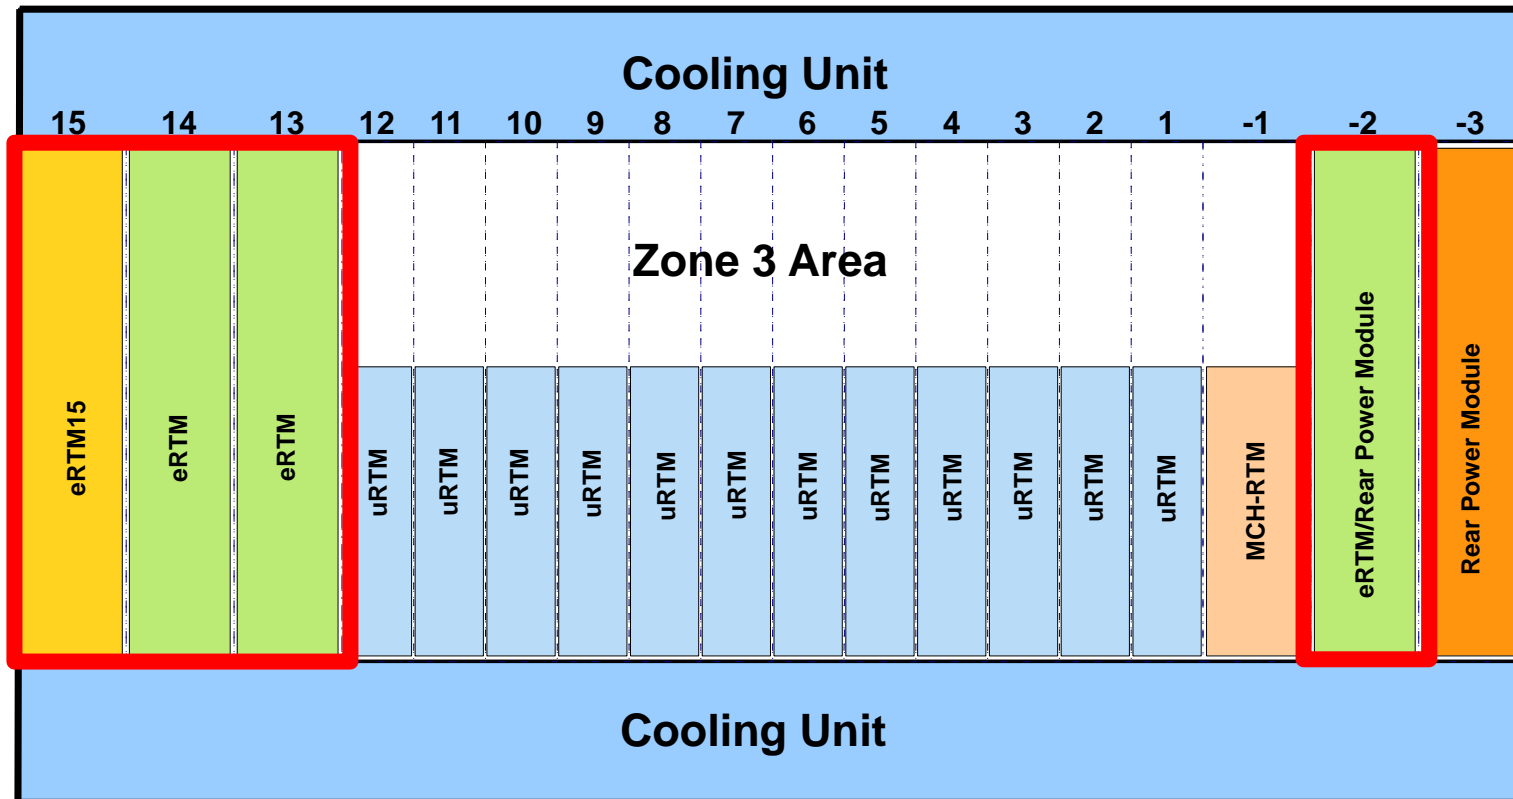 Cooling Unit
15 14 13 12 11 10 9 8 7 6 5 4 3 2 1 -1 -2 -3
Zone 3 Area
eRTM15
eRTM
eRTM
uRTM
uRTM
uRTM
uRTM
uRTM
uRTM
uRTM
uRTM
uRTM
uRTM
uRTM
uRTM
MCH-RTM
eRTM/Rear Power Module
Rear Power Module
Cooling Unit